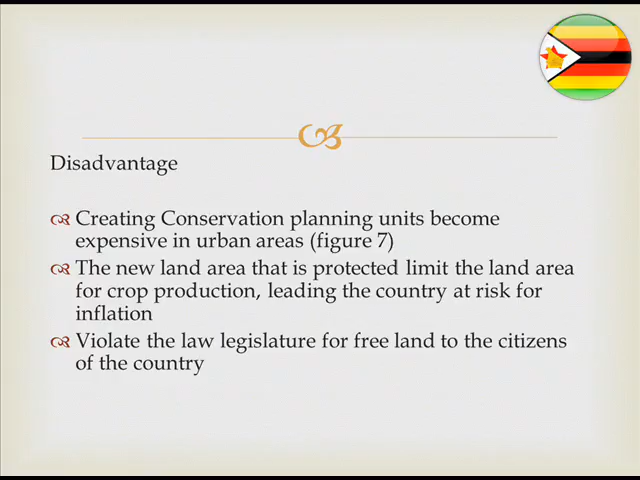 Disadvantage
Creating Conservation planning units become
expensive in urban areas (figure 7)
The new land area that is protected limit the land area
for crop production, leading the country at risk for
inflation
Violate the law legislature for free land to the citizens
of the country